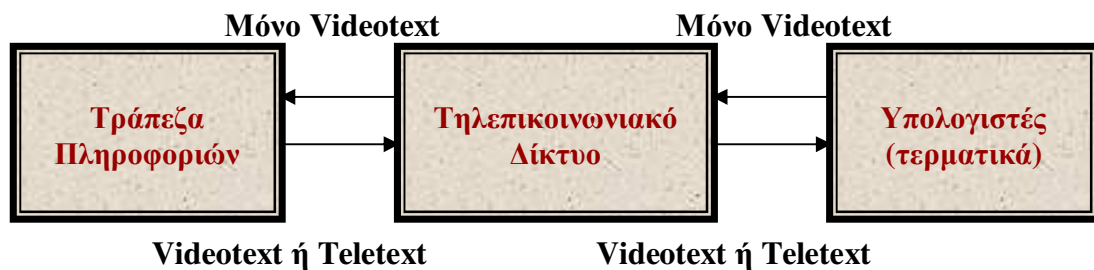 Μόνο Videotext
Μόνο Videotext
Τράπεζα
Πληροφοριών
Τηλεπικοινωνιακό
Δίκτυο
Υπολογιστές
(τερματικά)
Videotext ή Teletext
Videotext ή Teletext